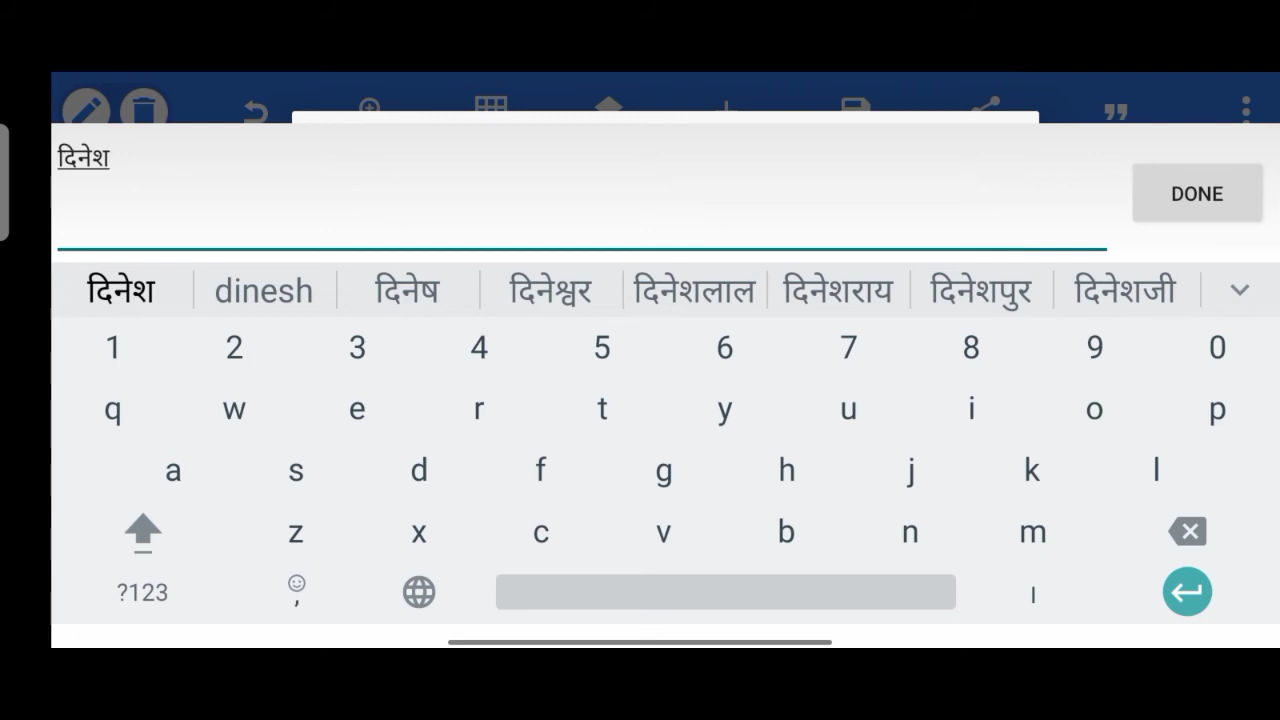 दिनेश
DONE
दिनेश dinesh दिनेष दिनेश्वर दिनेशलाल दिनेशराय दिनेशपुर दिनेशजी
1 2 3 4 5 6 7 8 9 0
q w e r t y u i o p
a s d f g h j k l
z x c v b n m
?123 , ।